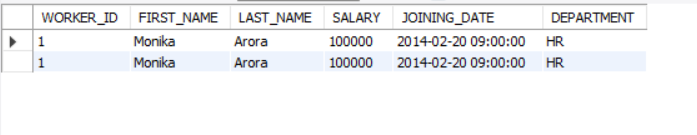 WORKER_ID FIRST_NAME LAST_NAME SALARY JOINING_DATE DEPARTMENT
1 Monika Arora 100000 2014-02-20 09:00:00 HR
1 Monika Arora 100000 2014-02-20 09:00:00 HR